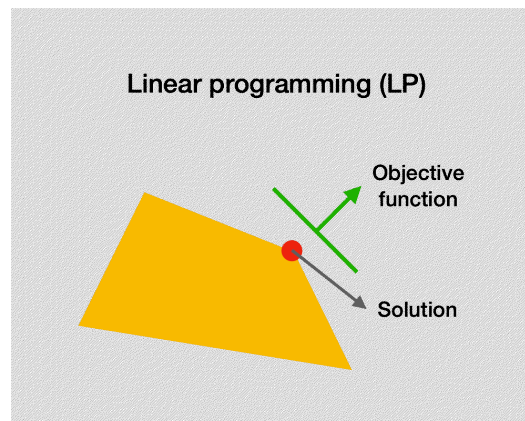 Linear programming (LP)
Objective
function
Solution